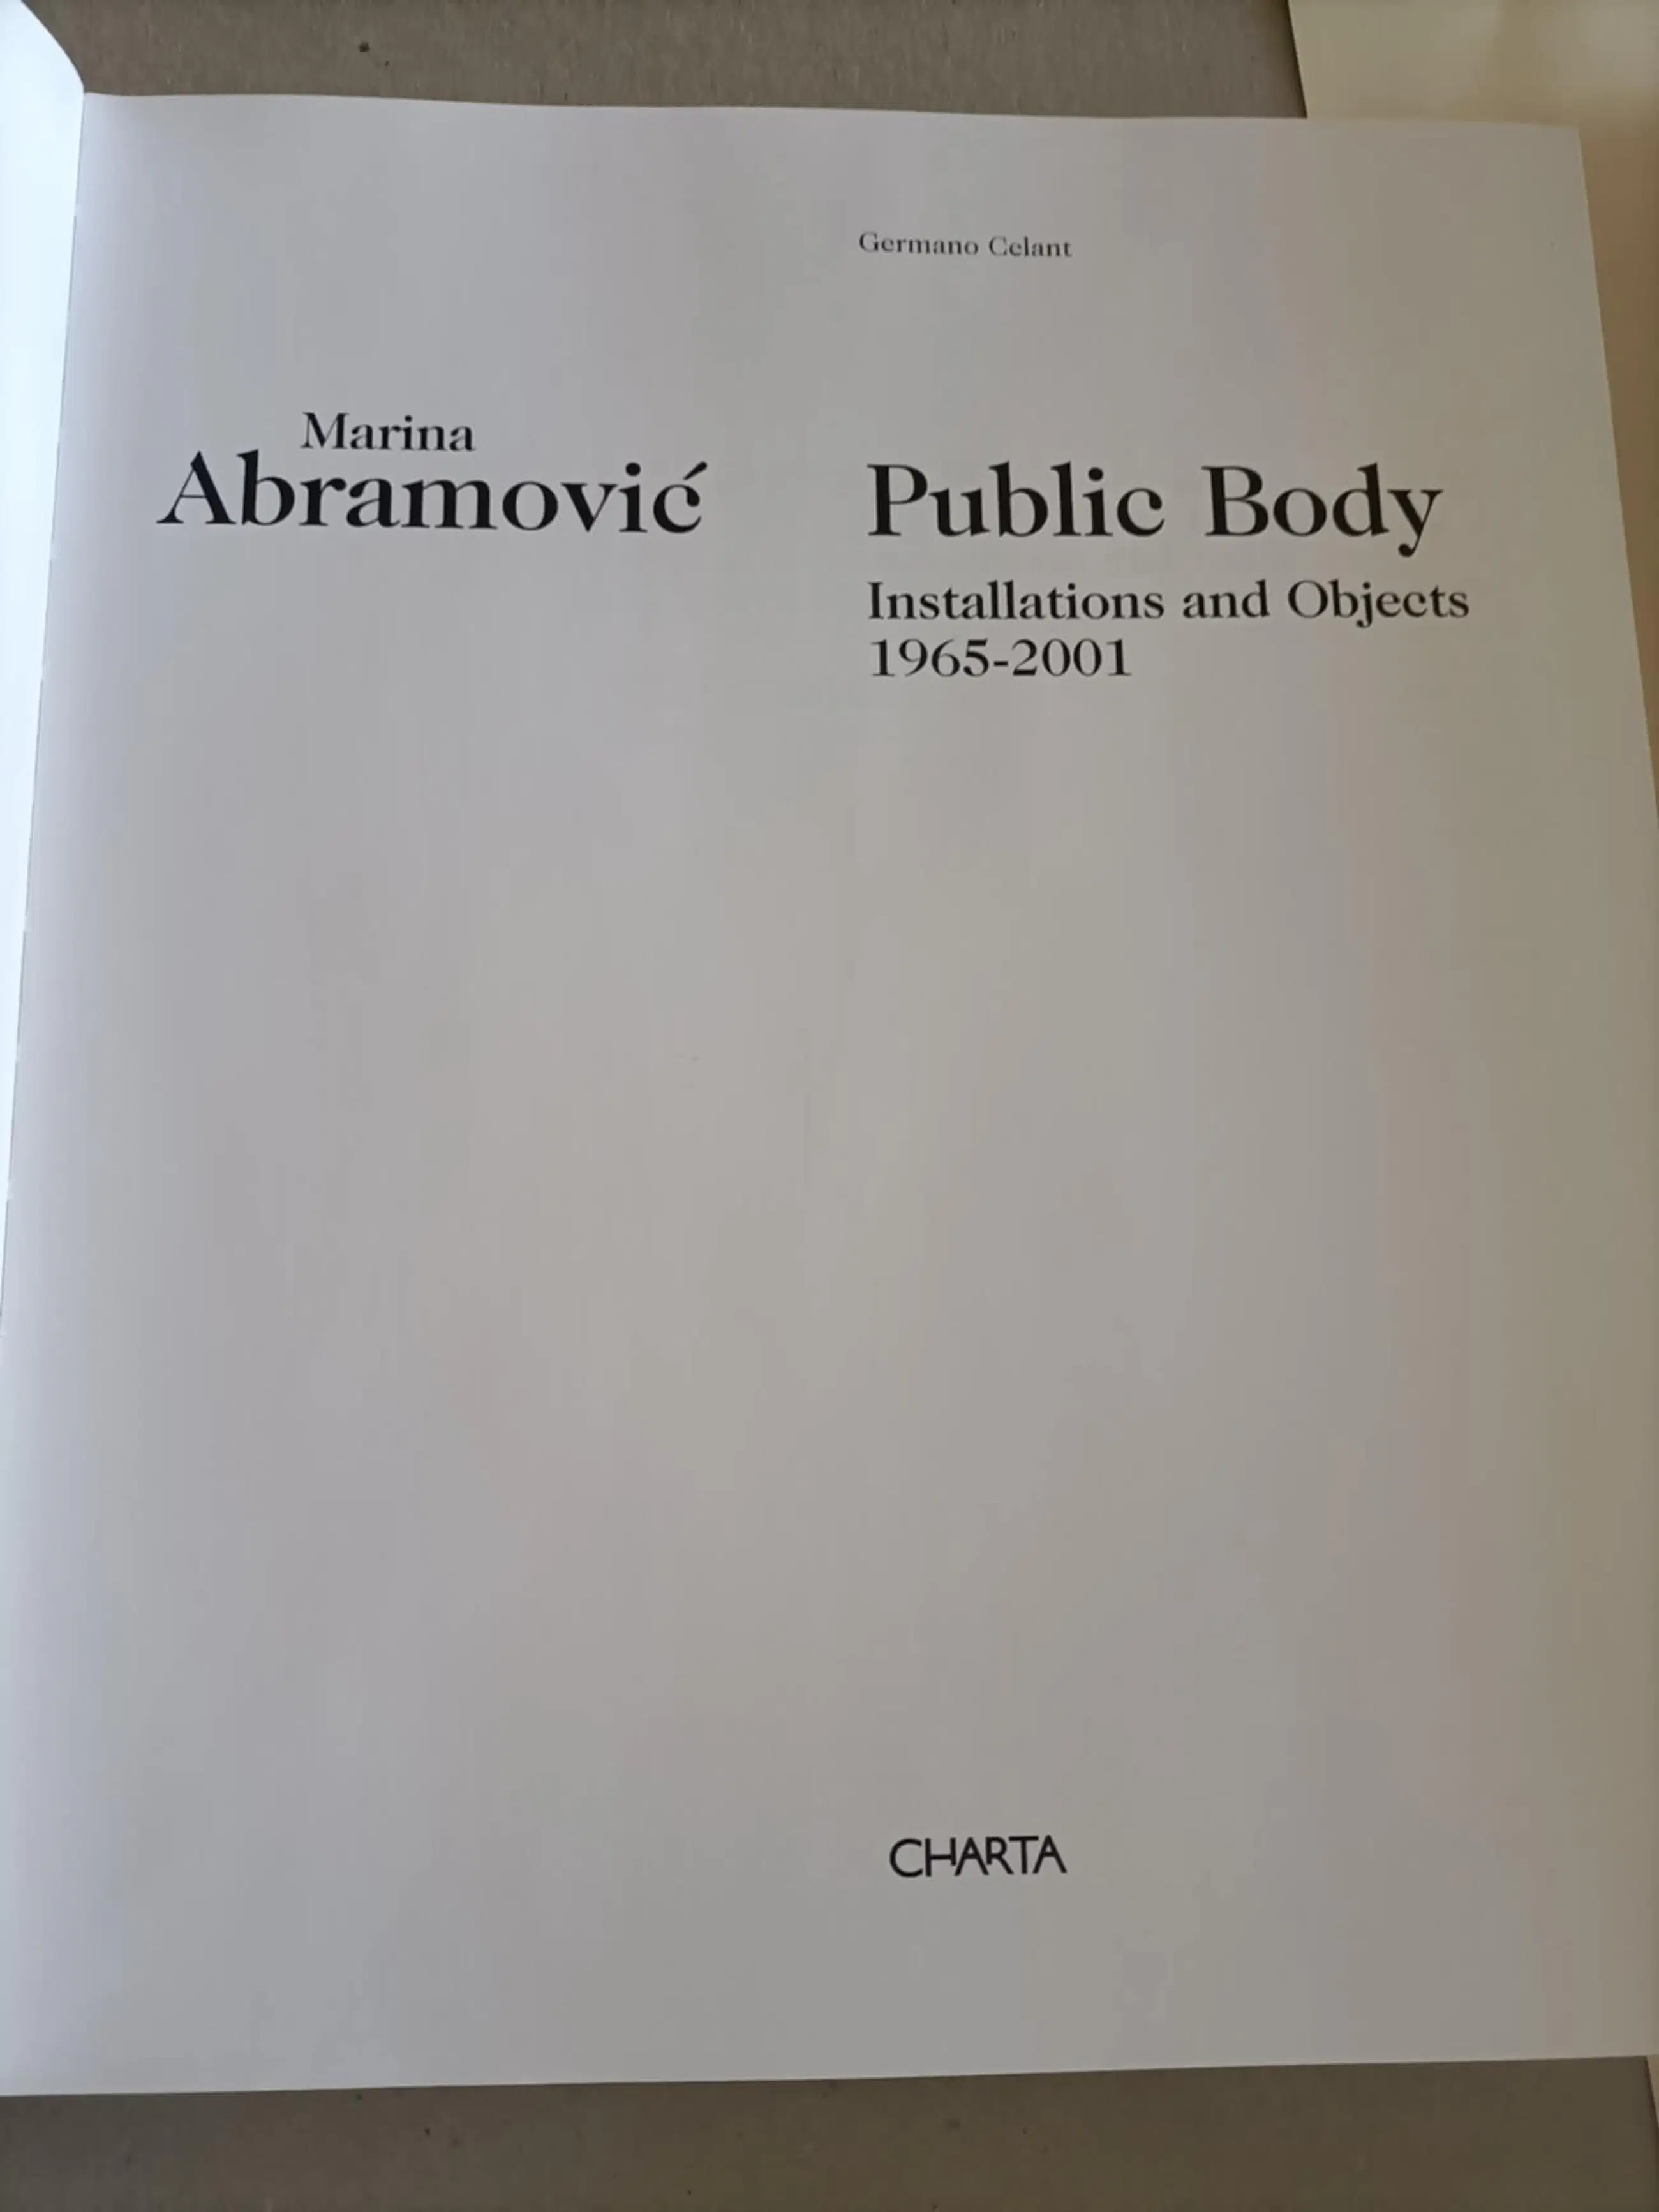 Germano Celant
Marina
Abramović
Public Body
Installations and Objects
1965-2001
CHARTA